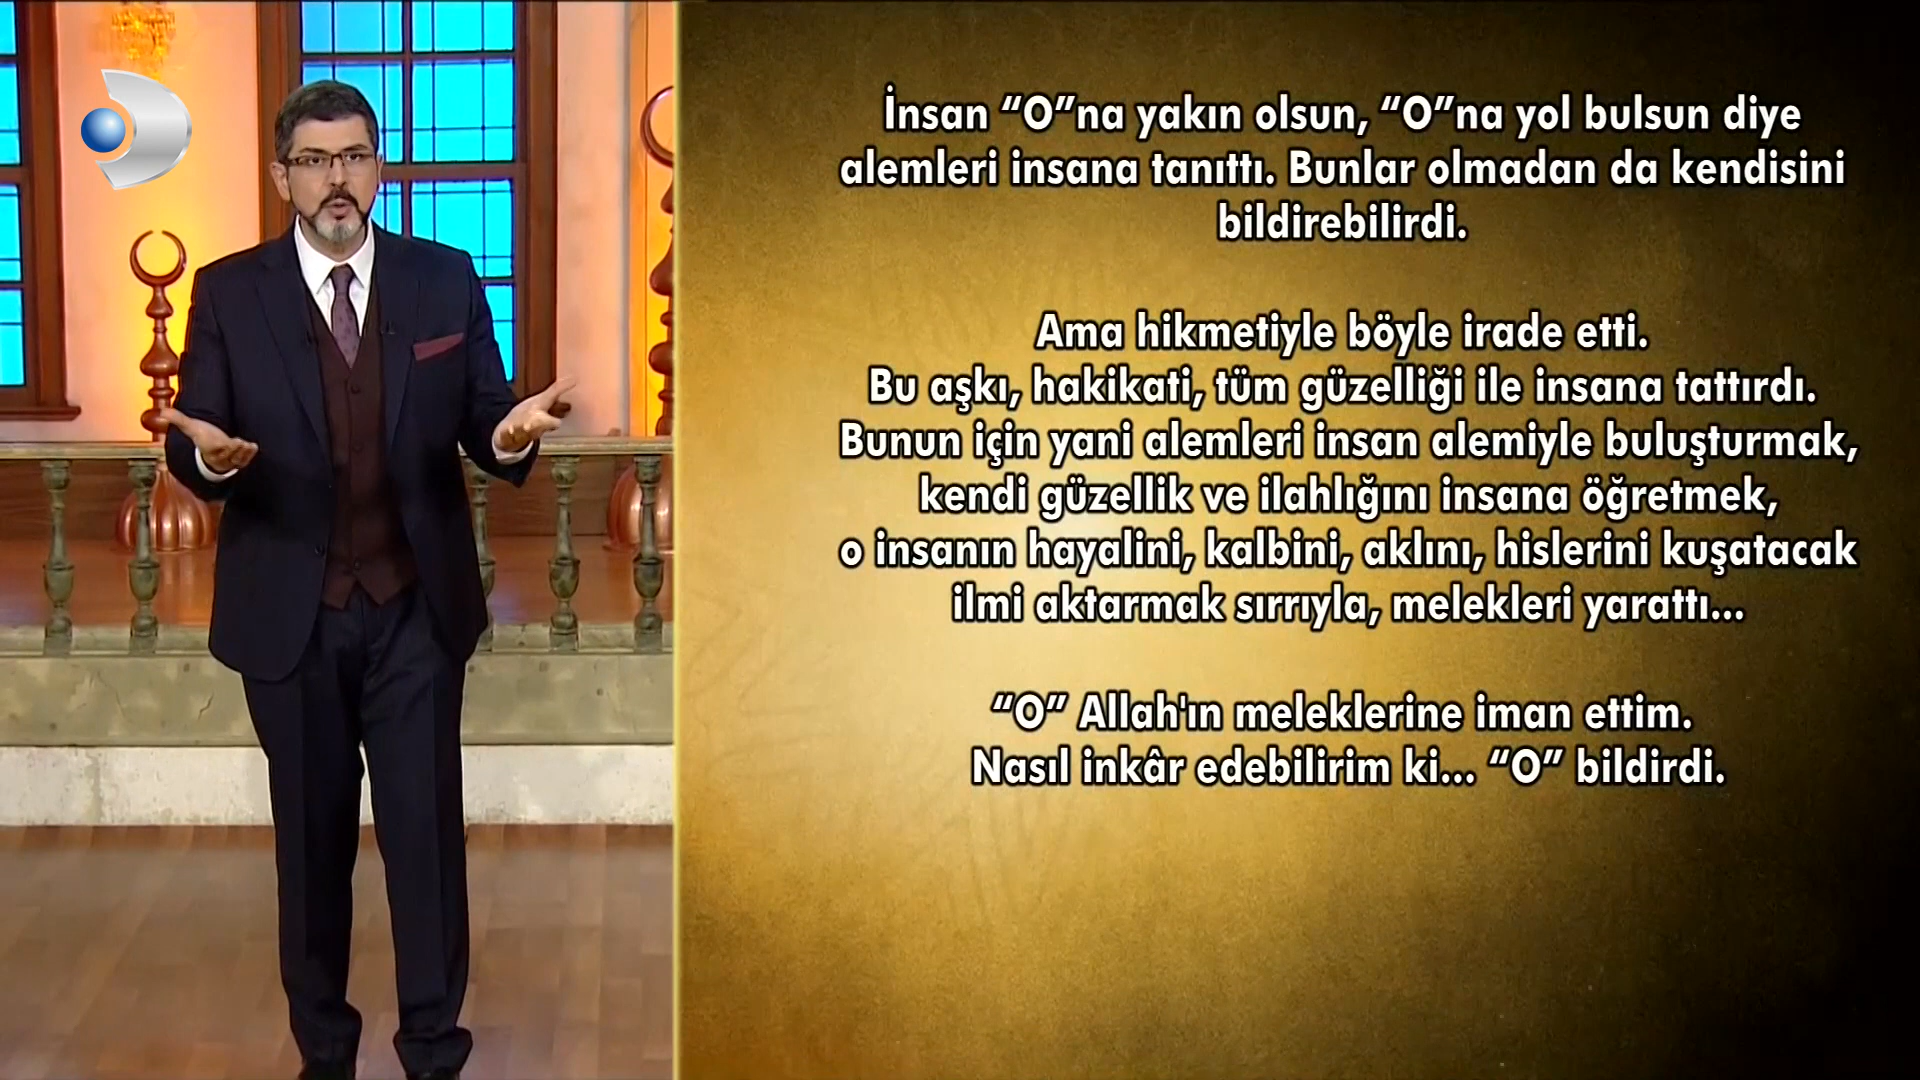 İnsan “O”na yakın olsun, “O”na yol bulsun diye
alemleri insana tanıttı. Bunlar olmadan da kendisini
bildirebilirdi.
Ama hikmetiyle böyle irade etti.
Bu aşkı, hakikati, tüm güzelliği ile insana tattırdı.
Bunun için yani alemleri insan alemiyle buluşturmak,
kendi güzellik ve ilahlığını insana öğretmek,
o insanın hayalini, kalbini, aklını, hislerini kuşatacak
ilmi aktarmak sırrıyla, melekleri yarattı...
“O” Allah'ın meleklerine iman ettim.
Nasıl inkâr edebilirim ki... “O” bildirdi.